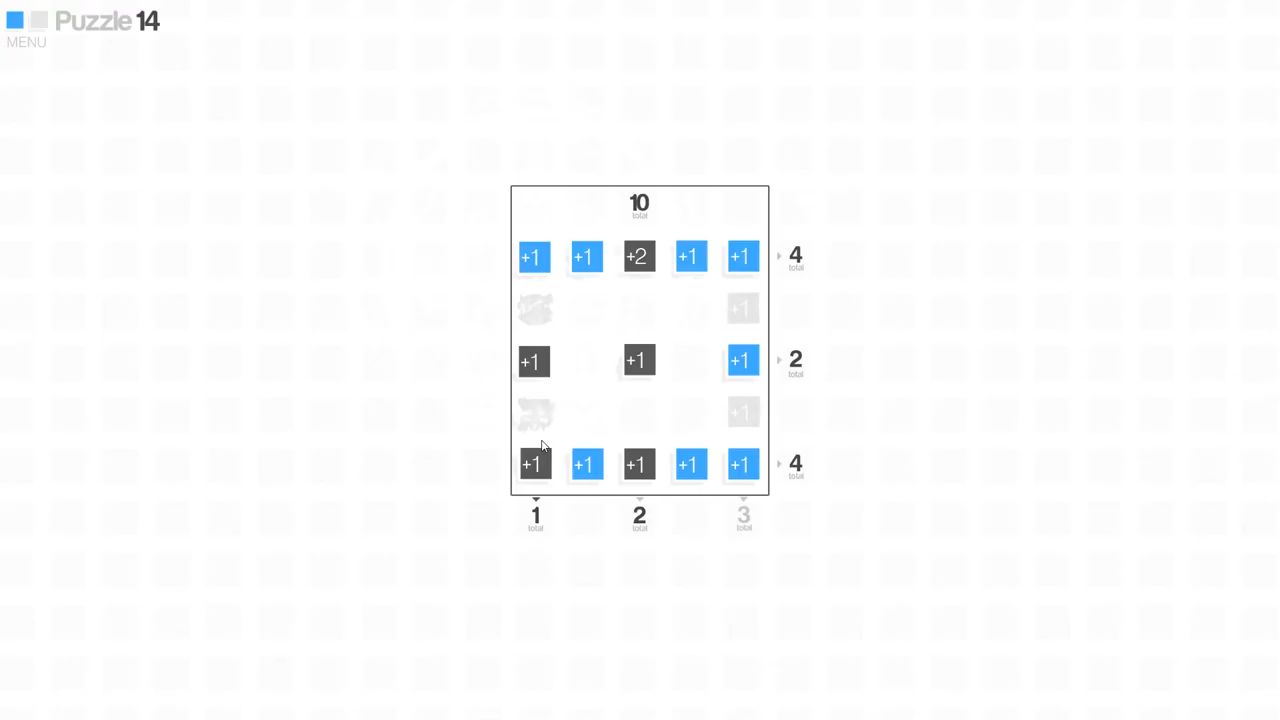 Puzzle 14
MENU
10
total
+1 +1 +2 +1 +1 4
total
+1
+1 +1 +1 2
total
+1
+1 +1 +1 +1 +1 4
total
1 2 3
total total total